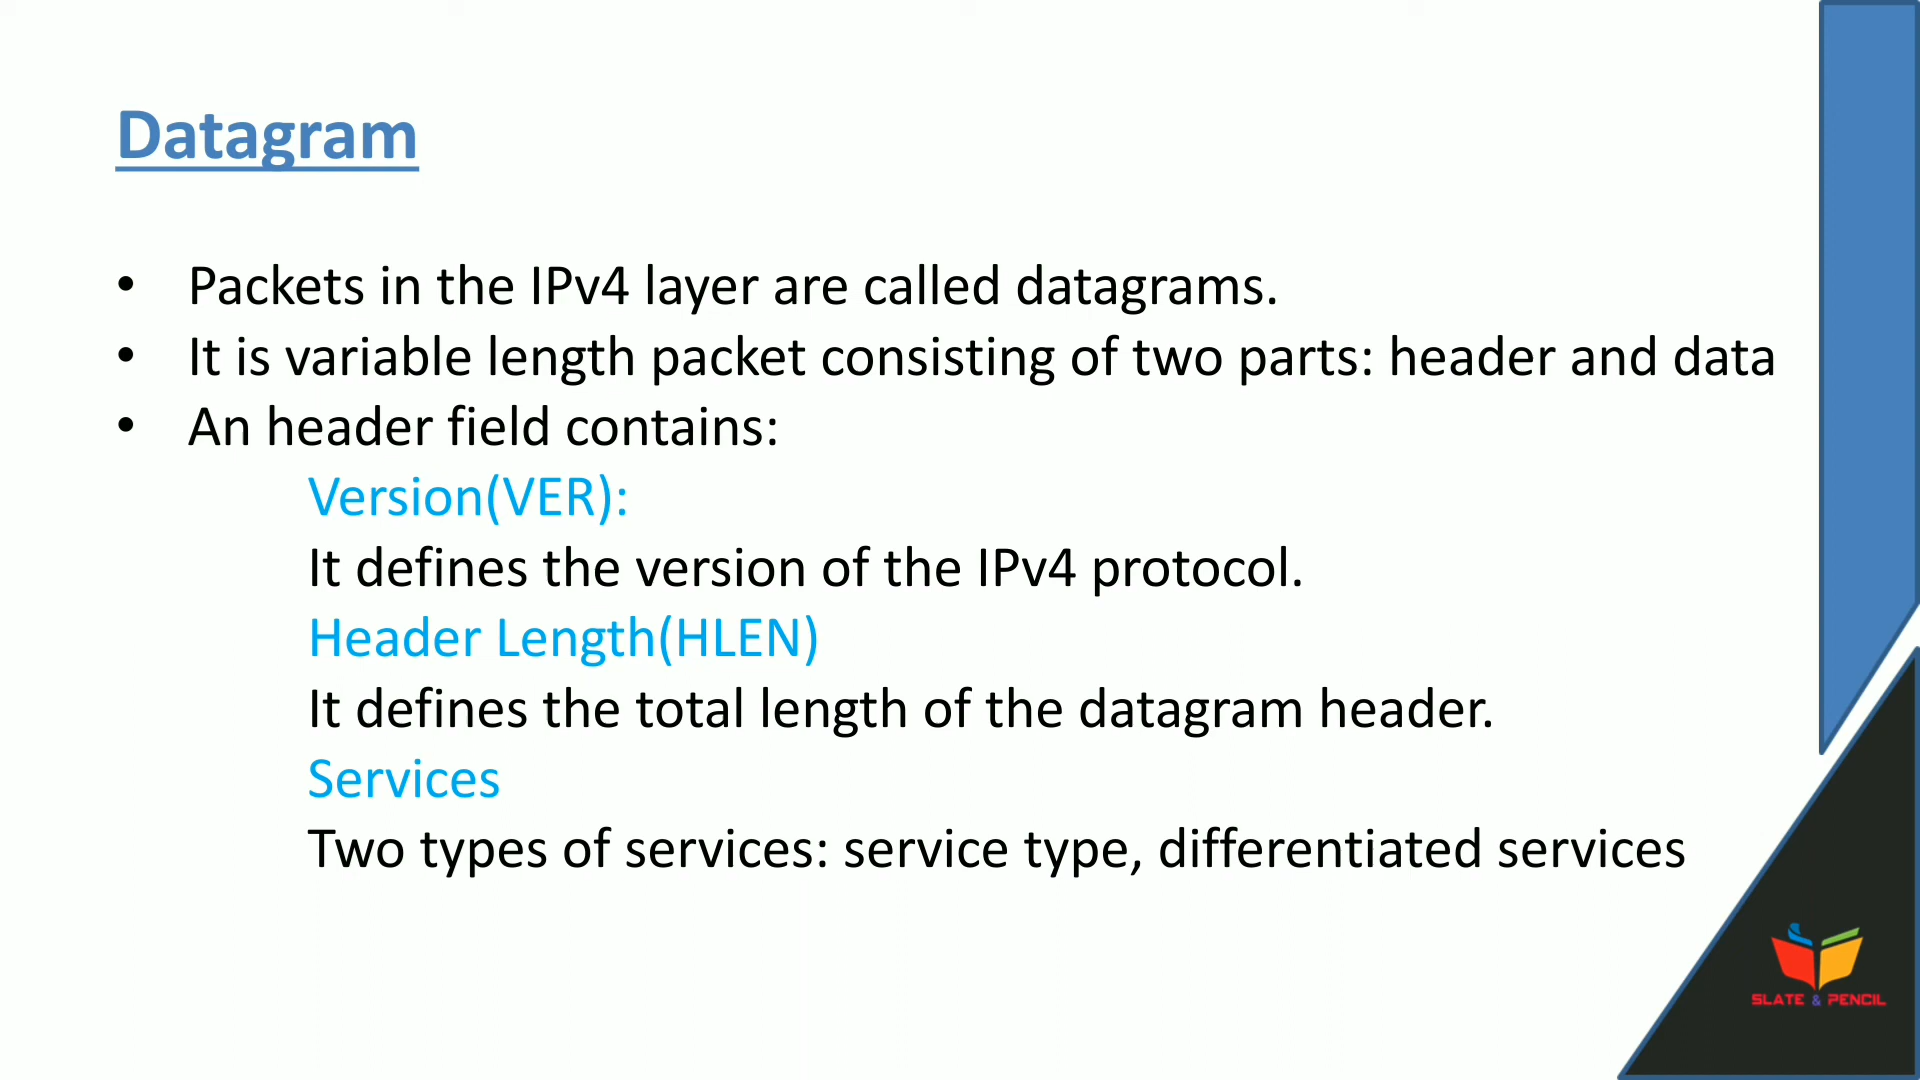 Datagram
• Packets in the IPv4 layer are called datagrams.
• It is variable length packet consisting of two parts: header and data
• An header field contains:
Version(VER):
It defines the version of the IPv4 protocol.
Header Length(HLEN)
It defines the total length of the datagram header.
Services
Two types of services: service type, differentiated services
SLATE & PENCIL